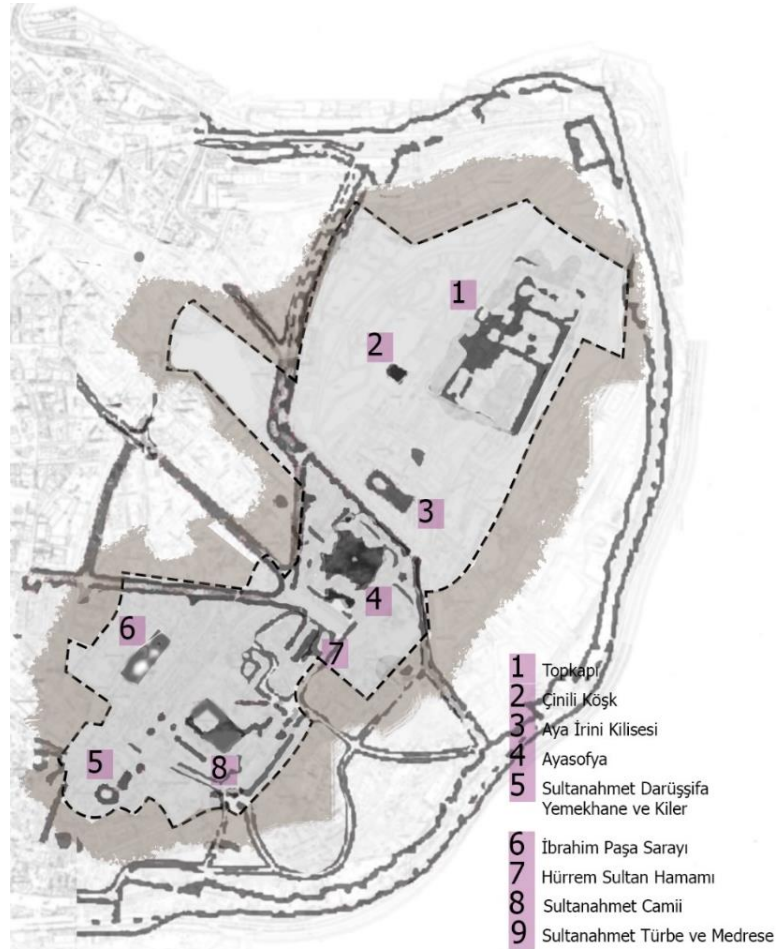 1
2
3
4
6
7
5
8
1 Topkapı
2 Çinili Köşk
3 Aya İrini Kilisesi
4 Ayasofya
5 Sultanahmet Darüşşifa
Yemekhane ve Kiler
6 İbrahim Paşa Sarayı
7 Hürrem Sultan Hamamı
8 Sultanahmet Camii
9 Sultanahmet Türbe ve Medrese